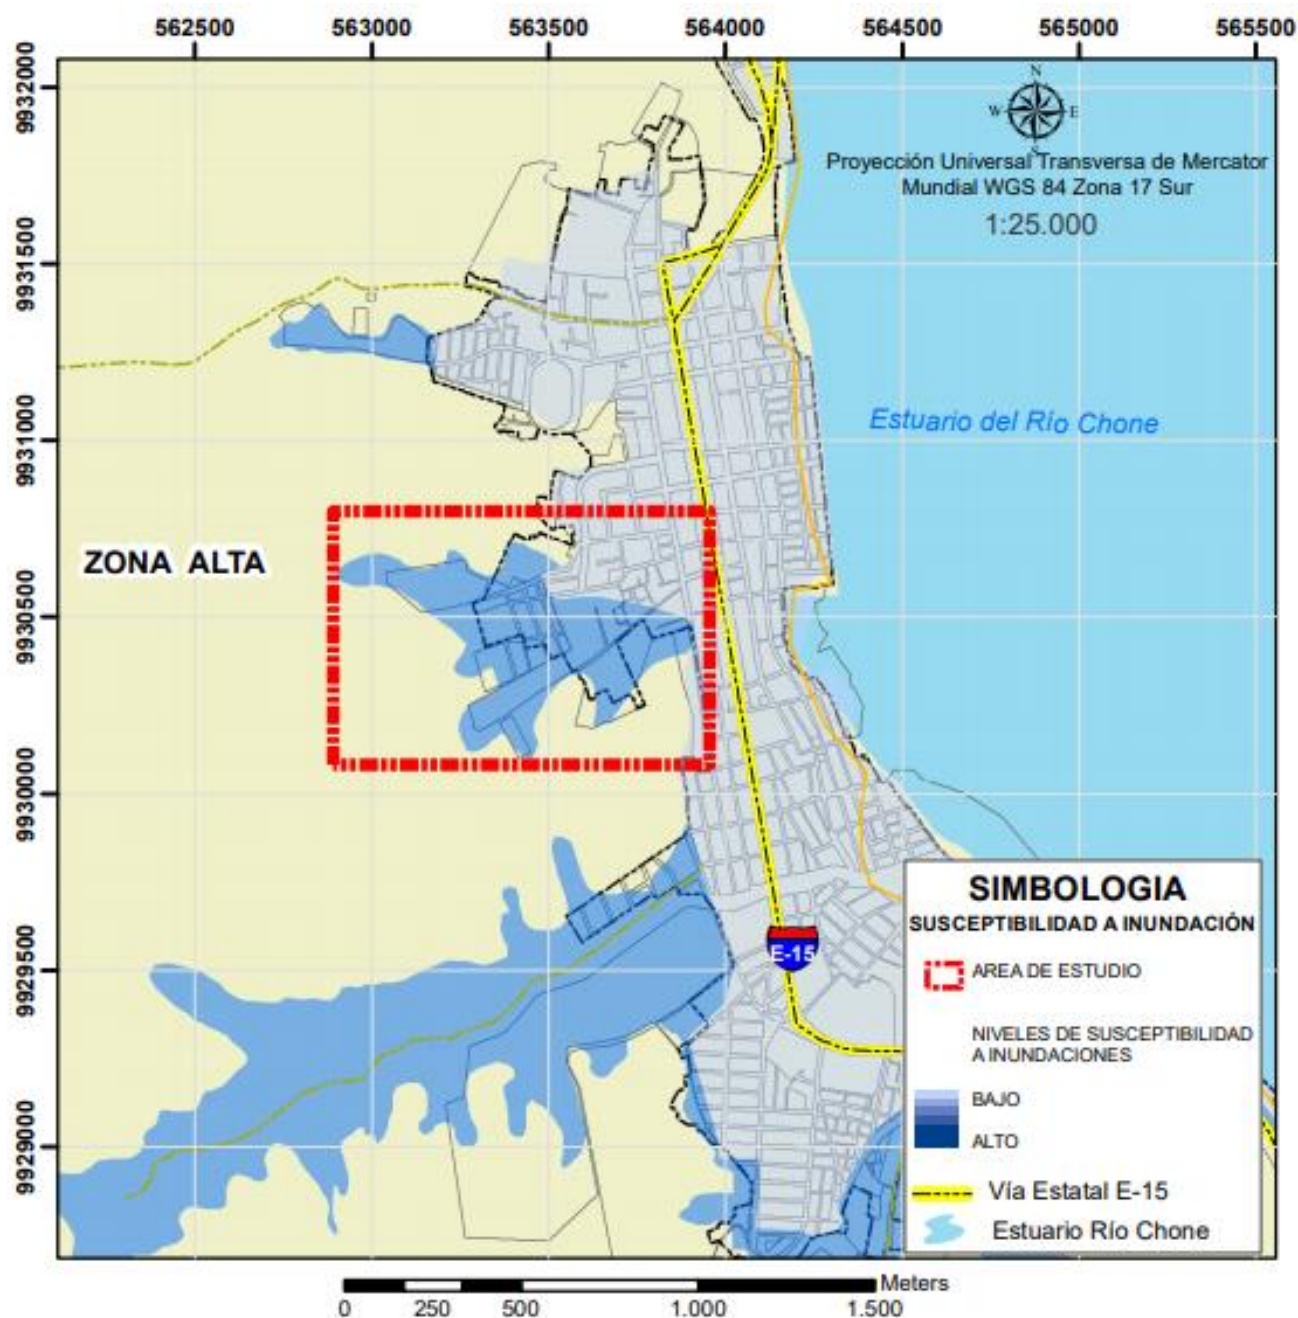 562500 563000 563500 564000 564500 565000 565500
9932000
9931500
9931000
9930500
9930000
9929500
9929000
N
W E
S
Proyección Universal Transversa de Mercator
Mundial WGS 84 Zona 17 Sur
1:25.000
Estuario del Río Chone
ZONA ALTA
E-15
SIMBOLOGIA
SUSCEPTIBILIDAD A INUNDACIÓN
AREA DE ESTUDIO
NIVELES DE SUSCEPTIBILIDAD
A INUNDACIONES
BAJO
ALTO
Vía Estatal E-15
Estuario Río Chone
Meters
0 250 500 1.000 1.500